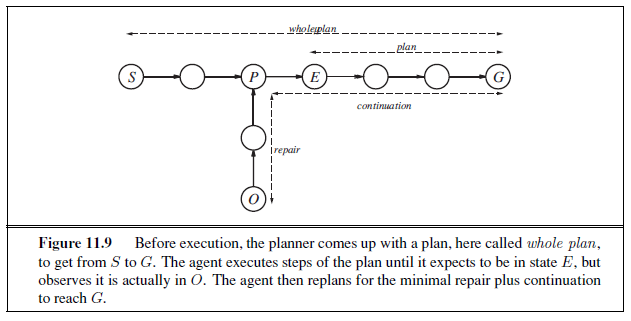 whole plan
plan
S
P
E
G
continuation
repair
O
Figure 11.9 Before execution, the planner comes up with a plan, here called whole plan,
to get from S to G. The agent executes steps of the plan until it expects to be in state E, but
observes it is actually in O. The agent then replans for the minimal repair plus continuation
to reach G.